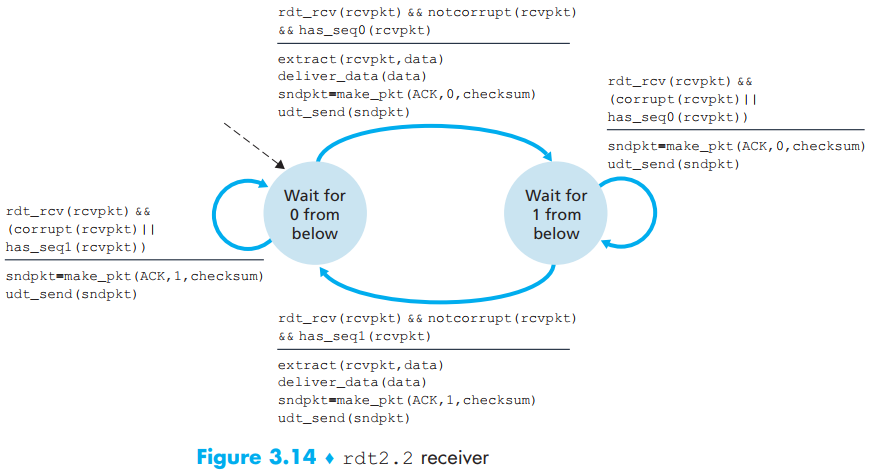 rdt_rcv(rcvpkt) && notcorrupt(rcvpkt)
&& has_seq0(rcvpkt)
extract(rcvpkt,data)
deliver_data(data)
sndpkt=make_pkt(ACK,0,checksum)
udt_send(sndpkt)
rdt_rcv(rcvpkt) &&
(corrupt(rcvpkt)||
has_seq0(rcvpkt))
sndpkt=make_pkt(ACK,0,checksum)
udt_send(sndpkt)
Wait for
0 from
below
Wait for
1 from
below
rdt_rcv(rcvpkt) &&
(corrupt(rcvpkt)||
has_seq1(rcvpkt))
sndpkt=make_pkt(ACK,1,checksum)
udt_send(sndpkt)
rdt_rcv(rcvpkt) && notcorrupt(rcvpkt)
&& has_seq1(rcvpkt)
extract(rcvpkt,data)
deliver_data(data)
sndpkt=make_pkt(ACK,1,checksum)
udt_send(sndpkt)
Figure 3.14 ♦ rdt2.2 receiver